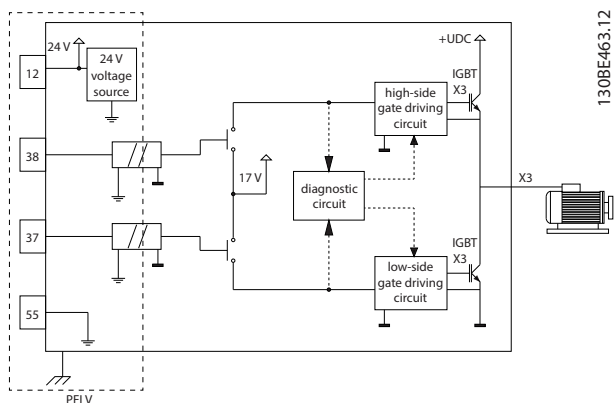 130BE463.12
24 V
12
24 V
voltage
source
+UDC
IGBT
X3
high-side
gate driving
circuit
38
17 V
diagnostic
circuit
X3
37
IGBT
X3
low-side
gate driving
circuit
55
PELV